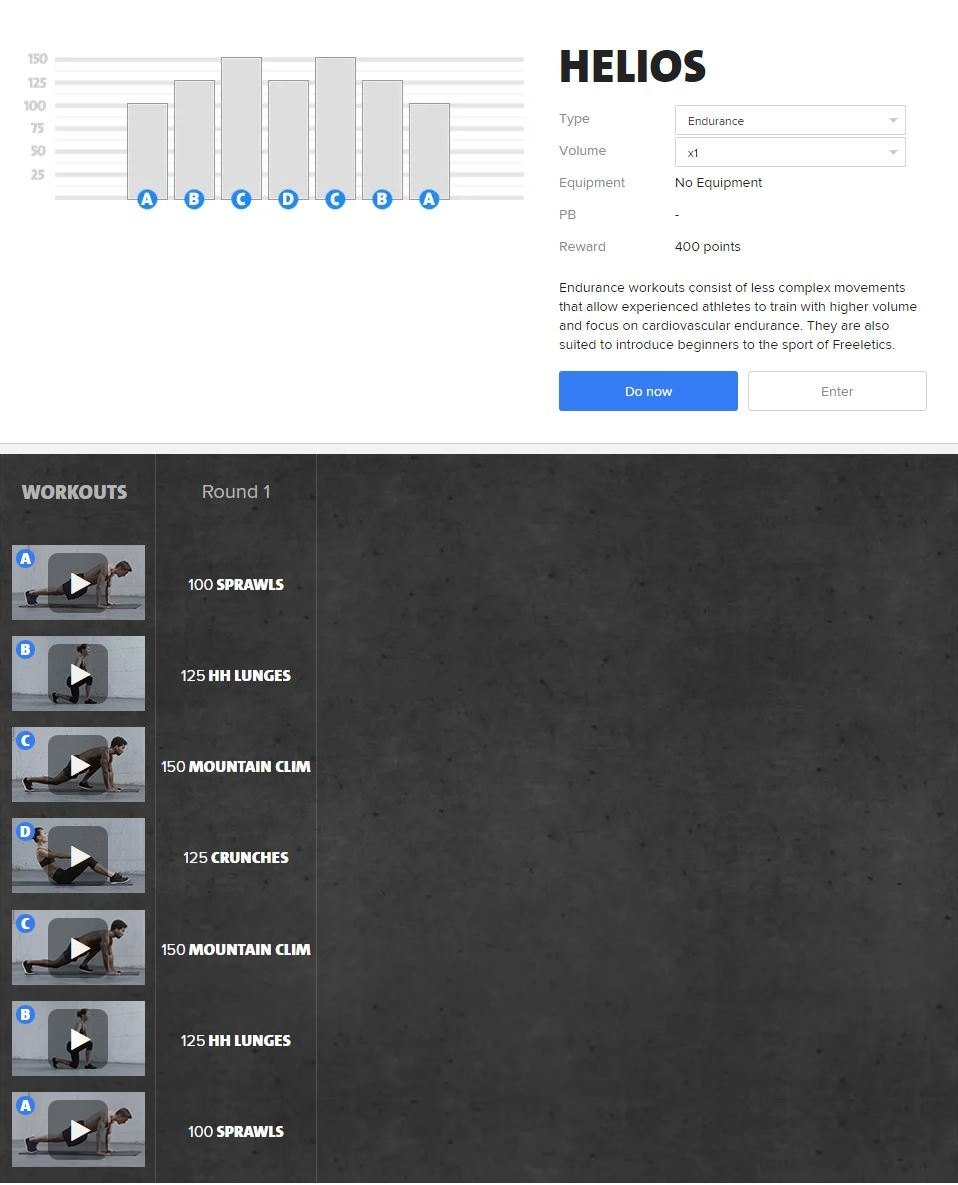 150
125
100
75
50
25
A B C D C B A
HELIOS
Type Endurance
Volume x1
Equipment No Equipment
PB -
Reward 400 points
Endurance workouts consist of less complex movements
that allow experienced athletes to train with higher volume
and focus on cardiovascular endurance. They are also
suited to introduce beginners to the sport of Freeletics.
Do now Enter
WORKOUTS Round 1
A 100 SPRAWLS
B 125 HH LUNGES
C 150 MOUNTAIN CLIM
D 125 CRUNCHES
C 150 MOUNTAIN CLIM
B 125 HH LUNGES
A 100 SPRAWLS